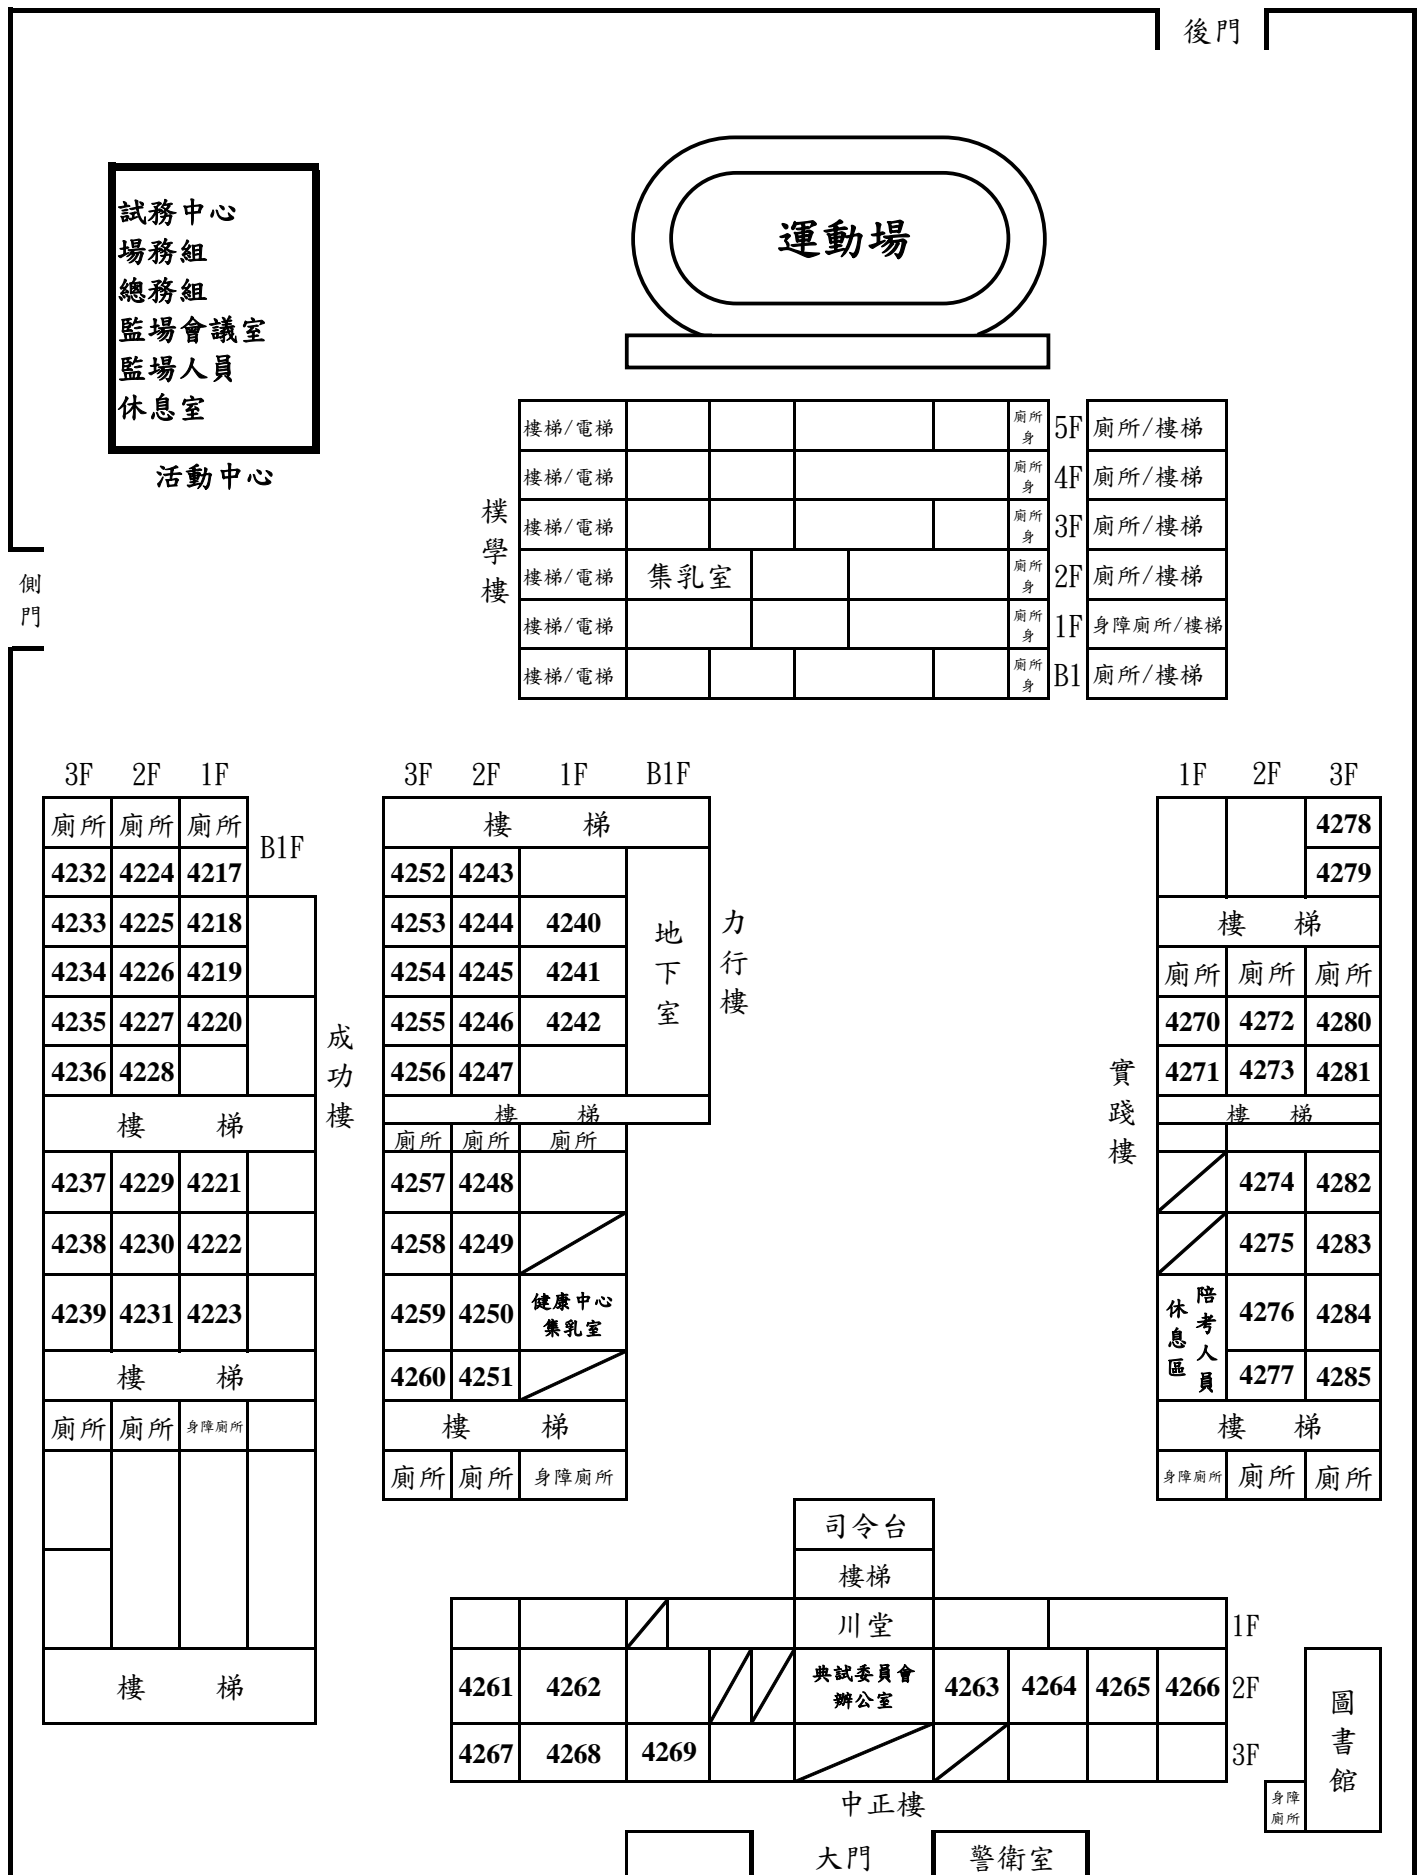 後門
試務中心
場務組
總務組
監場會議室
監場人員
休息室
活動中心
運動場
側門
樸學樓
樓梯/電梯 廁所 身 5F 廁所/樓梯
樓梯/電梯 廁所 身 4F 廁所/樓梯
樓梯/電梯 廁所 身 3F 廁所/樓梯
樓梯/電梯 集乳室 廁所 身 2F 廁所/樓梯
樓梯/電梯 廁所 身 1F 身障廁所/樓梯
樓梯/電梯 廁所 身 B1 廁所/樓梯
3F 2F 1F
廁所 廁所 廁所 B1F
4232 4224 4217
4233 4225 4218
4234 4226 4219
4235 4227 4220
4236 4228
樓 梯
4237 4229 4221
4238 4230 4222
4239 4231 4223
樓 梯
廁所 廁所 身障廁所
樓 梯
成功樓
3F 2F 1F B1F
樓 梯
4252 4243
4253 4244 4240
4254 4245 4241
4255 4246 4242
4256 4247
地下室
樓 梯
廁所 廁所 廁所
4257 4248
4258 4249
4259 4250 健康中心 集乳室
4260 4251
樓 梯
廁所 廁所 身障廁所
力行樓
1F 2F 3F
4278
4279
樓 梯
廁所 廁所 廁所
4270 4272 4280
4271 4273 4281
樓 梯
4274 4282
4275 4283
陪考人員休息區 4276 4284
4277 4285
樓 梯
身障廁所 廁所 廁所
實踐樓
司令台
樓梯
川堂 1F
4261 4262 典試委員會 辦公室 4263 4264 4265 4266 2F
4267 4268 4269 3F
中正樓
圖書館
身障廁所
大門 警衛室